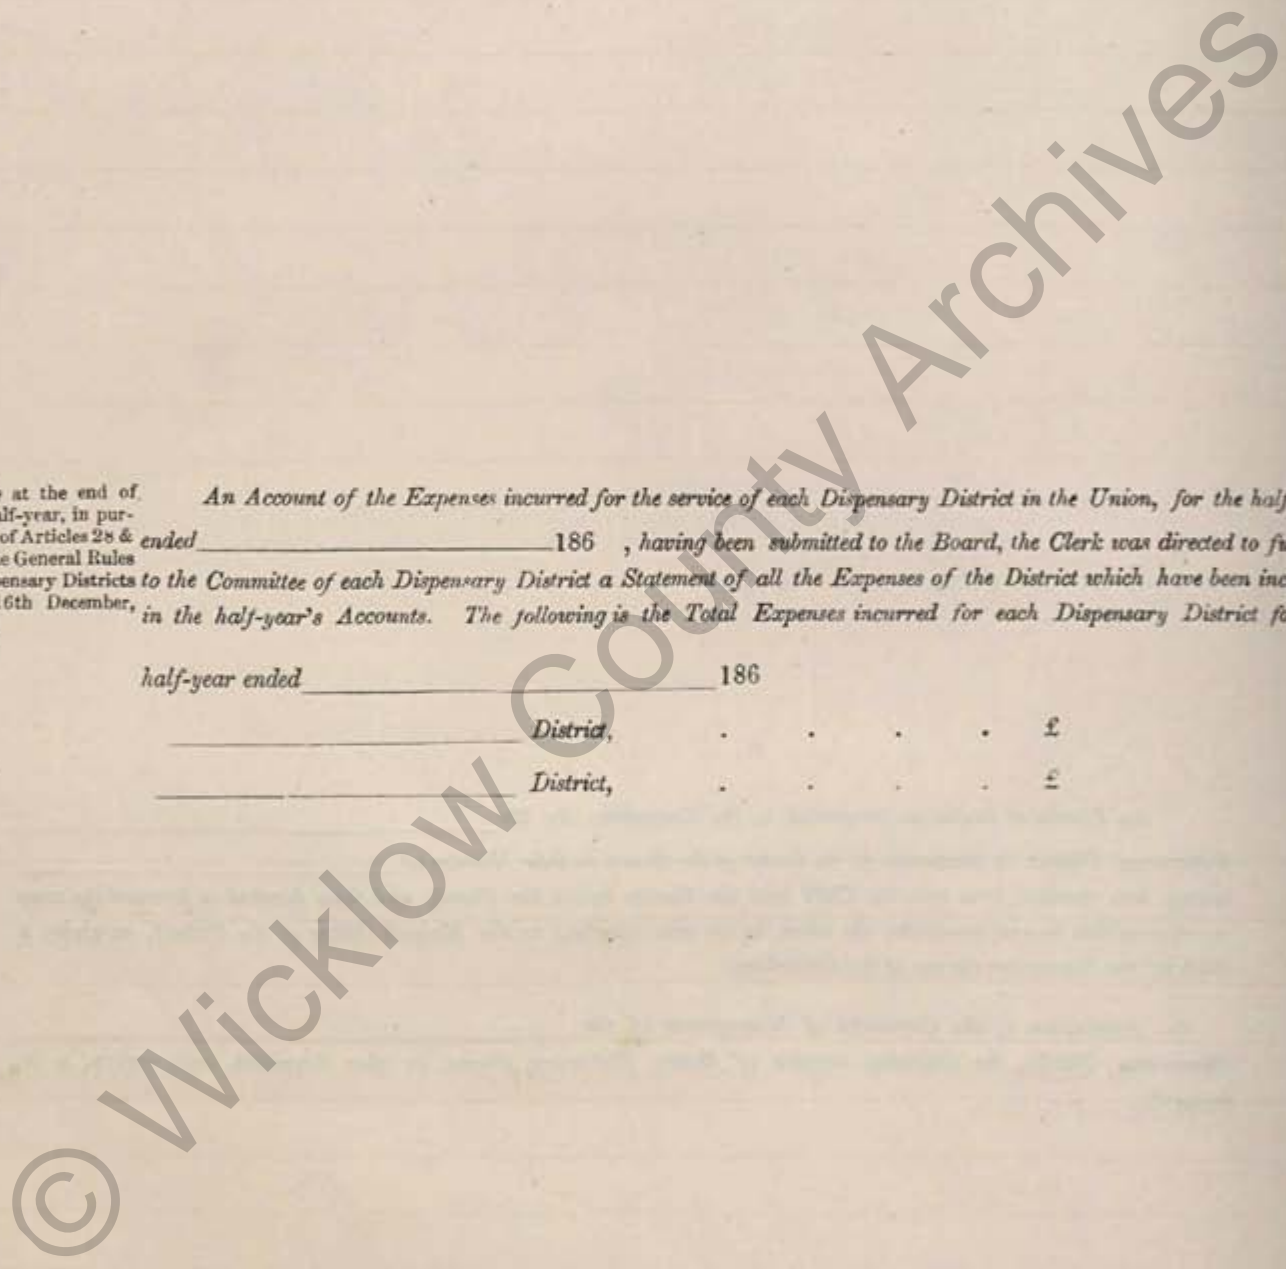 at the end of
lf-year, in pur-
of Articles 28 &
e General Rules
ensary Districts
6th December,
An Account of the Expenses incurred for the service of each Dispensary District in the Union, for the half
ended 186 , having been submitted to the Board, the Clerk was directed to fu
to the Committee of each Dispensary District a Statement of all the Expenses of the District which have been inc
in the half-year's Accounts. The following is the Total Expenses incurred for each Dispensary District fo
half-year ended 186
District, . . . . £
District, . . . . £
© Wicklow County Archives